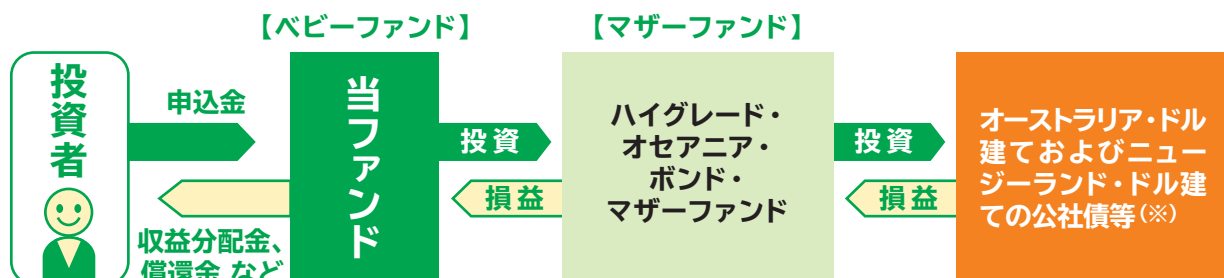 【ベビーファンド】
【マザーファンド】
投資者
申込金
収益分配金、
償還金 など
当ファンド
投資
損益
ハイグレード・
オセアニア・
ボンド・
マザーファンド
投資
損益
オーストラリア・ドル
建ておよびニュー
ジーランド・ドル建
ての公社債等(※)